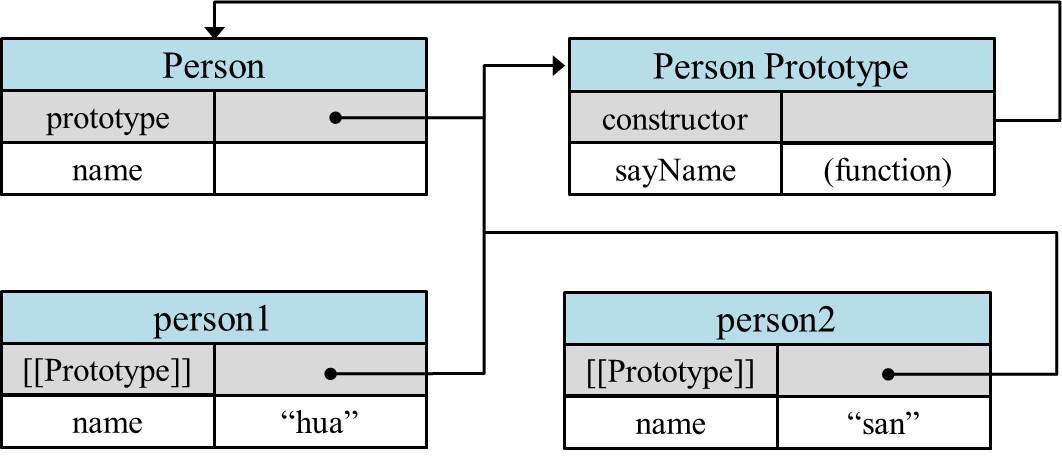 Person
prototype
name
Person Prototype
constructor
sayName (function)
person1
[[Prototype]]
name “hua”
person2
[[Prototype]]
name “san”